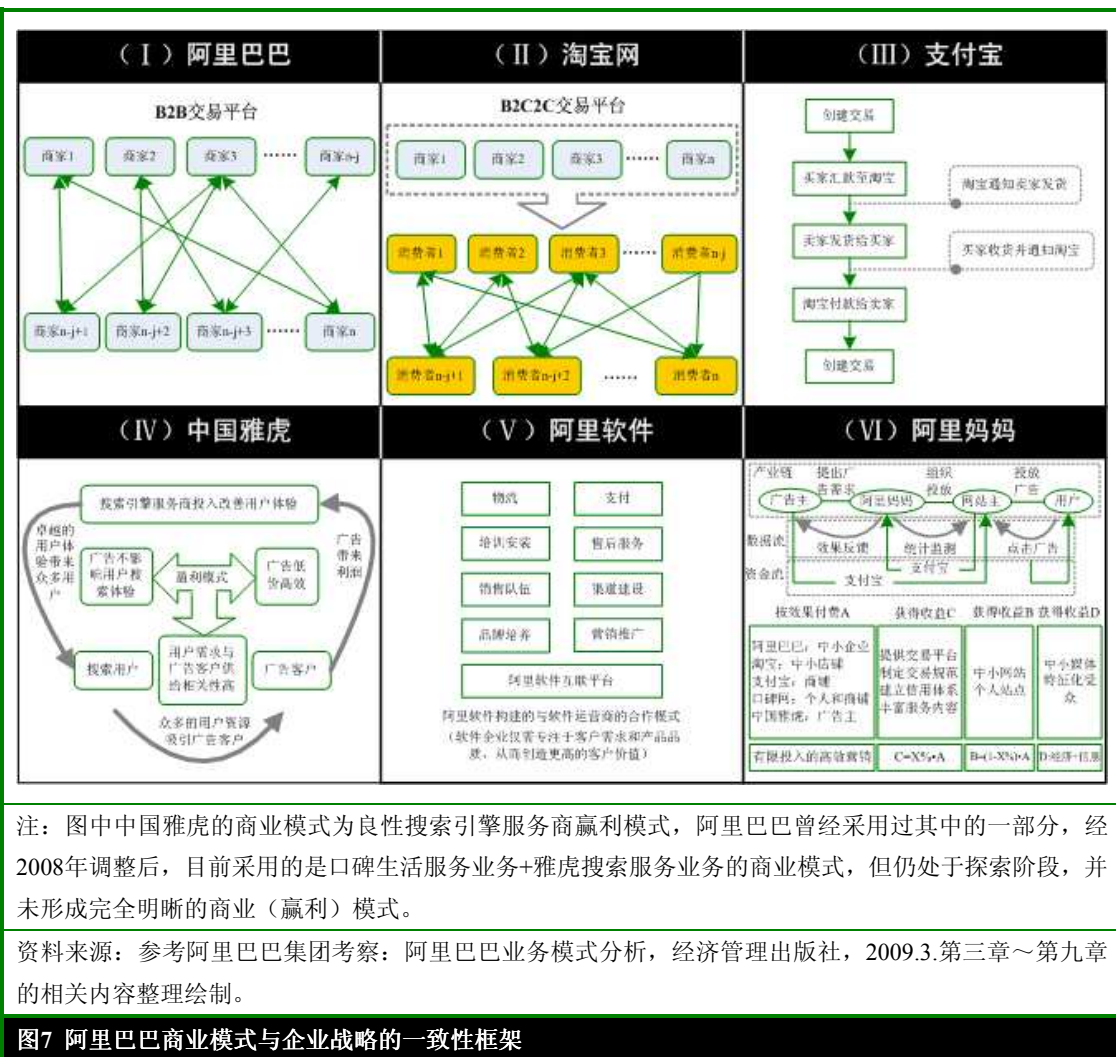 （Ⅰ）阿里巴巴
B2B交易平台
商家1 商家2 商家3 …… 商家n-j
商家n-j+1 商家n-j+2 商家n-j+3 …… 商家n
（Ⅱ）淘宝网
B2C2C交易平台
商家1 商家2 商家3 …… 商家n
消费者1 消费者2 消费者3 …… 消费者n-j
消费者n-j+1 消费者n-j+2 …… 消费者n
（Ⅲ）支付宝
创建交易
买家汇款至淘宝
淘宝通知卖家发货
卖家发货给买家
买家收货并通知淘宝
淘宝付款给卖家
创建交易
（Ⅳ）中国雅虎
搜索引擎服务商投入改善用户体验
卓越的
用户体
验带来
众多用
户
广告不影
响用户搜
索体验
盈利模式
广告低
价高效
广告
带来
利润
搜索用户
用户需求与
广告客户供
给相关性高
广告客户
众多的用户资源
吸引广告客户
（Ⅴ）阿里软件
物流 支付
培训安装 售后服务
销售队伍 渠道建设
品牌培养 营销推广
阿里软件互联平台
阿里软件构建的与软件运营商的合作模式
（软件企业仅需专注于客户需求和产品品
质，从而创造更高的客户价值）
（Ⅵ）阿里妈妈
产业链 提出广 组织 投放
告需求 投放 广告
广告主 阿里妈妈 网站主 用户
数据流 效果反馈 统计监测 点击广告
资金流 支付宝 支付宝
按效果付费A 获得收益C 获得收益B 获得收益D
阿里巴巴：中小企业
淘宝：中小店铺
支付宝：商铺
口碑网：个人和商铺
中国雅虎：广告主
提供交易平台
制定交易规范
建立信用体系
丰富服务内容
中小网站
个人站点
中小媒体
特征化受
众
有限投入的高效营销 C=X%•A B=(1-X%)•A D:经济+信息
注：图中中国雅虎的商业模式为良性搜索引擎服务商赢利模式，阿里巴巴曾经采用过其中的一部分，经
2008年调整后，目前采用的是口碑生活服务业务+雅虎搜索服务业务的商业模式，但仍处于探索阶段，并
未形成完全明晰的商业（赢利）模式。
资料来源：参考阿里巴巴集团考察：阿里巴巴业务模式分析，经济管理出版社，2009.3.第三章～第九章
的相关内容整理绘制。
图7 阿里巴巴商业模式与企业战略的一致性框架